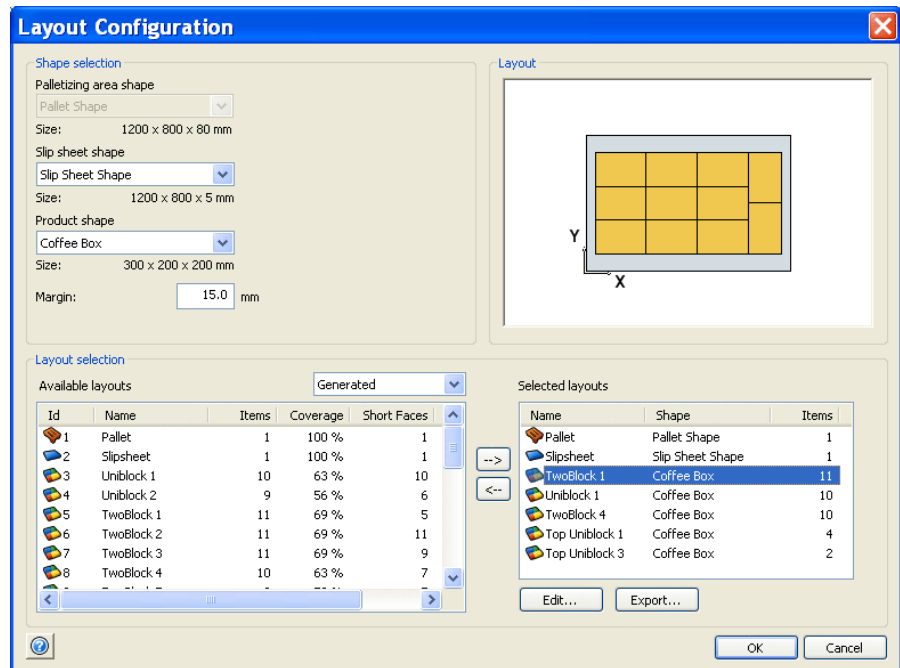 Layout Configuration
Shape selection
Palletizing area shape
Pallet Shape
Size: 1200 x 800 x 80 mm
Slip sheet shape
Slip Sheet Shape
Size: 1200 x 800 x 5 mm
Product shape
Coffee Box
Size: 300 x 200 x 200 mm
Margin: 15.0 mm
Layout
Y
X
Layout selection
Available layouts Generated
Id Name Items Coverage Short Faces
1 Pallet 1 100 % 1
2 Slipsheet 1 100 % 1
3 Uniblock 1 10 63 % 10
4 Uniblock 2 9 56 % 6
5 TwoBlock 1 11 69 % 5
6 TwoBlock 2 11 69 % 11
7 TwoBlock 3 11 69 % 9
8 TwoBlock 4 10 63 % 7
-->
<--
Selected layouts
Name Shape Items
Pallet Pallet Shape 1
Slipsheet Slip Sheet Shape 1
TwoBlock 1 Coffee Box 11
Uniblock 1 Coffee Box 10
TwoBlock 4 Coffee Box 10
Top Uniblock 1 Coffee Box 4
Top Uniblock 3 Coffee Box 2
Edit... Export...
OK Cancel